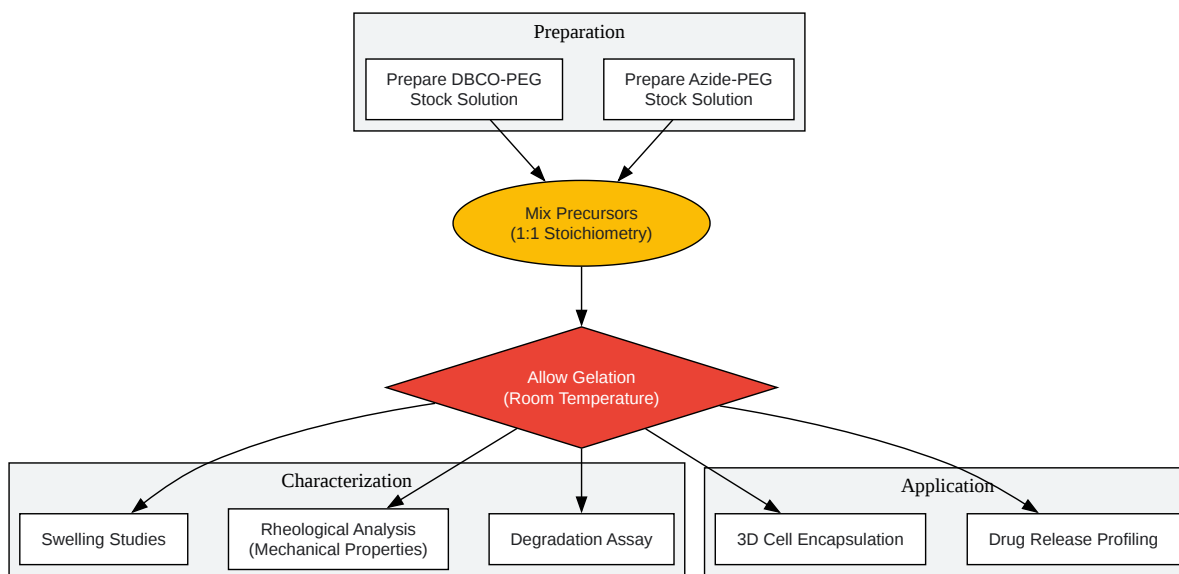 Preparation
Prepare DBCO-PEG
Stock Solution
Prepare Azide-PEG
Stock Solution
Mix Precursors
(1:1 Stoichiometry)
Allow Gelation
(Room Temperature)
Characterization
Swelling Studies
Rheological Analysis
(Mechanical Properties)
Degradation Assay
Application
3D Cell Encapsulation
Drug Release Profiling